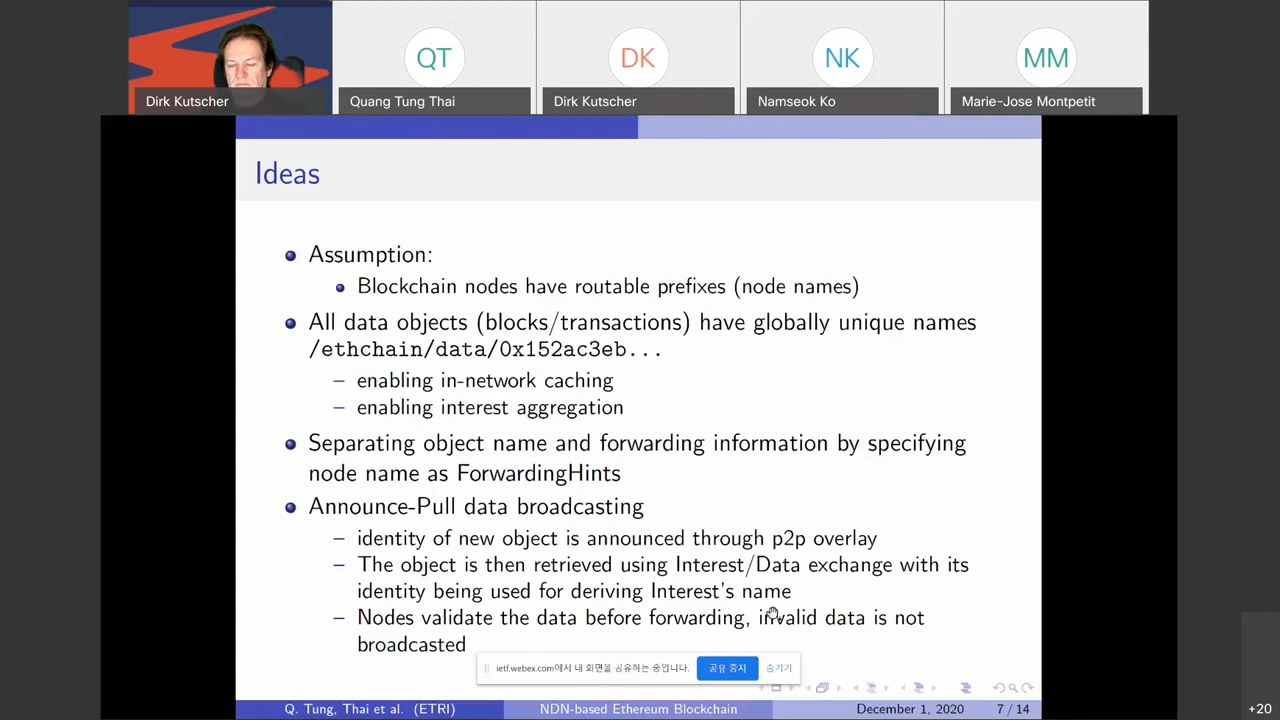 QT
DK
NK
MM
Dirk Kutscher
Quang Tung Thai
Dirk Kutscher
Namseok Ko
Marie-Jose Montpetit
Ideas
Assumption:
Blockchain nodes have routable prefixes (node names)
All data objects (blocks/transactions) have globally unique names
/ethchain/data/0x152ac3eb...
– enabling in-network caching
– enabling interest aggregation
Separating object name and forwarding information by specifying
node name as ForwardingHints
Announce-Pull data broadcasting
– identity of new object is announced through p2p overlay
– The object is then retrieved using Interest/Data exchange with its
identity being used for deriving Interest's name
– Nodes validate the data before forwarding, invalid data is not
broadcasted
ietf.webex.com에서 내 화면을 공유하는 중입니다.
공유 중지
숨기기
Q. Tung, Thai et al. (ETRI)
NDN-based Ethereum Blockchain
December 1, 2020
7 / 14
+20